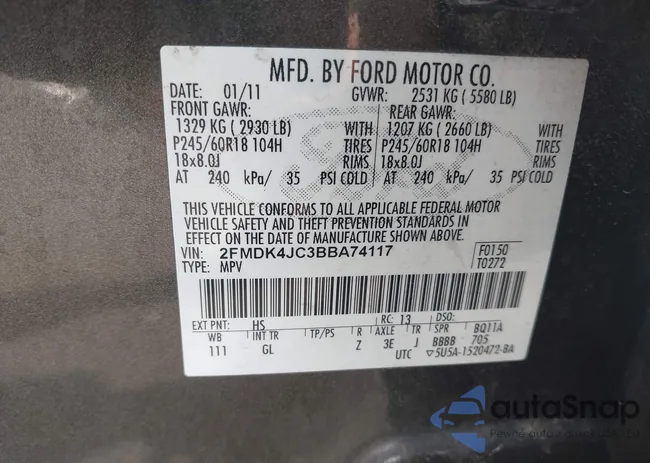 MFD. BY FORD MOTOR CO.
DATE: 01/11 GVWR: 2531 KG ( 5580 LB)
FRONT GAWR: REAR GAWR:
1329 KG ( 2930 LB) WITH 1207 KG ( 2660 LB) WITH
P245/60R18 104H TIRES P245/60R18 104H TIRES
18x8.0J RIMS 18x8.0J RIMS
AT 240 kPa/ 35 PSI COLD AT 240 kPa/ 35 PSI COLD
THIS VEHICLE CONFORMS TO ALL APPLICABLE FEDERAL MOTOR
VEHICLE SAFETY AND THEFT PREVENTION STANDARDS IN
EFFECT ON THE DATE OF MANUFACTURE SHOWN ABOVE.
VIN: 2FMDK4JC3BBA74117 F0150
TYPE: MPV T0272
EXT PNT: HS RC: 13 DSO:
WB INT TR TP/PS R AXLE TR SPR BQ11A
111 GL Z 3E J BBBB 705
UTC 5U5A-1520472-BA
autoSnap